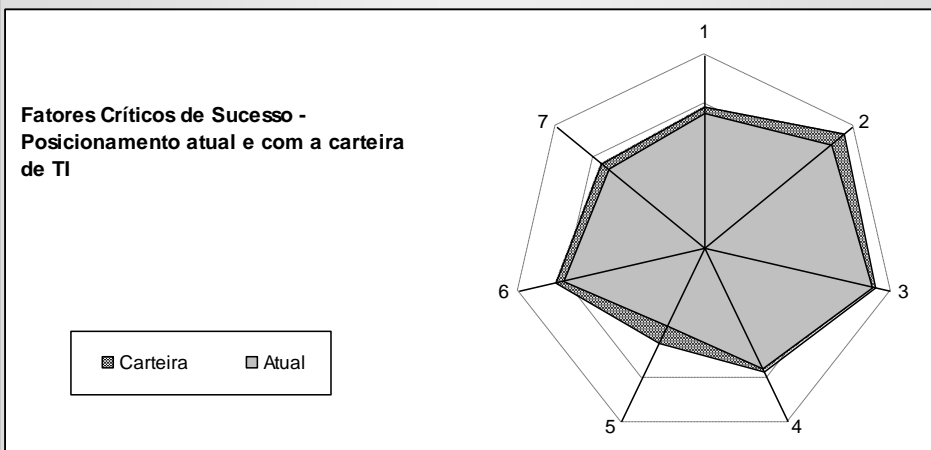 Fatores Críticos de Sucesso -
Posicionamento atual e com a carteira
de TI
1
2
3
4
5
6
7
Carteira
Atual